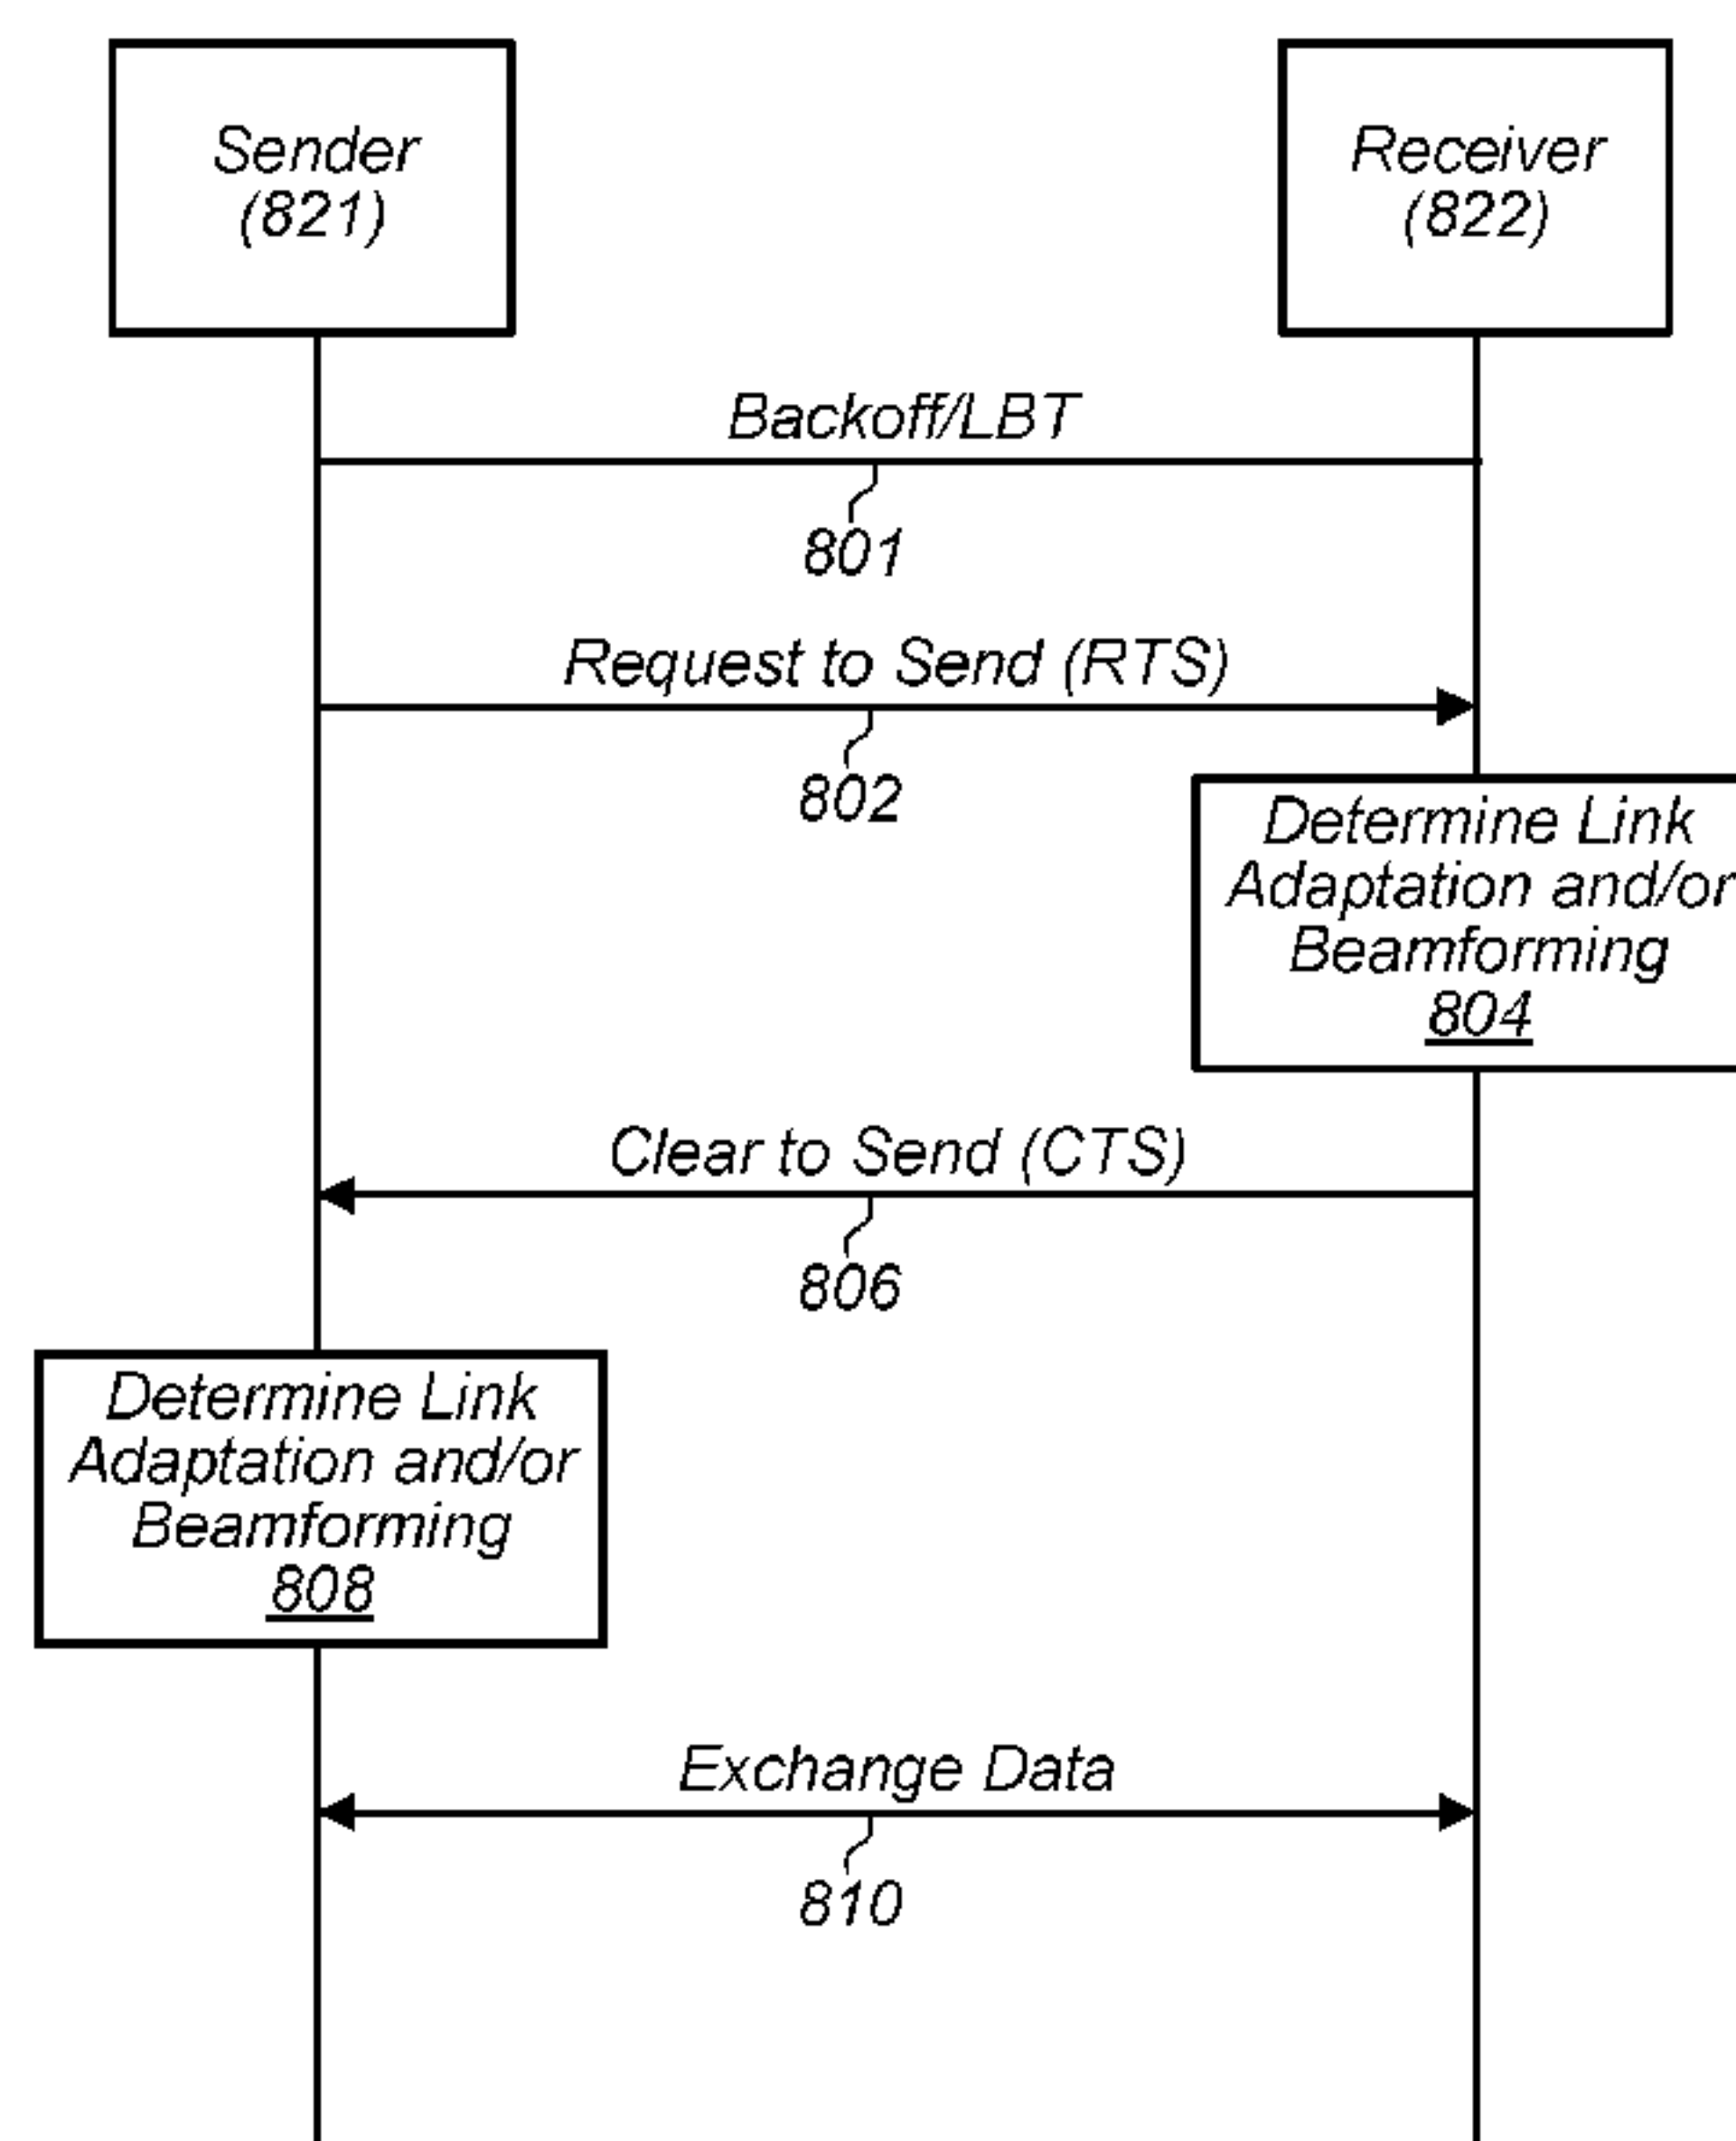 Sender
(821)
Receiver
(822)
Backoff/LBT
801
Request to Send (RTS)
802
Determine Link
Adaptation and/or
Beamforming
804
Clear to Send (CTS)
806
Determine Link
Adaptation and/or
Beamforming
808
Exchange Data
810